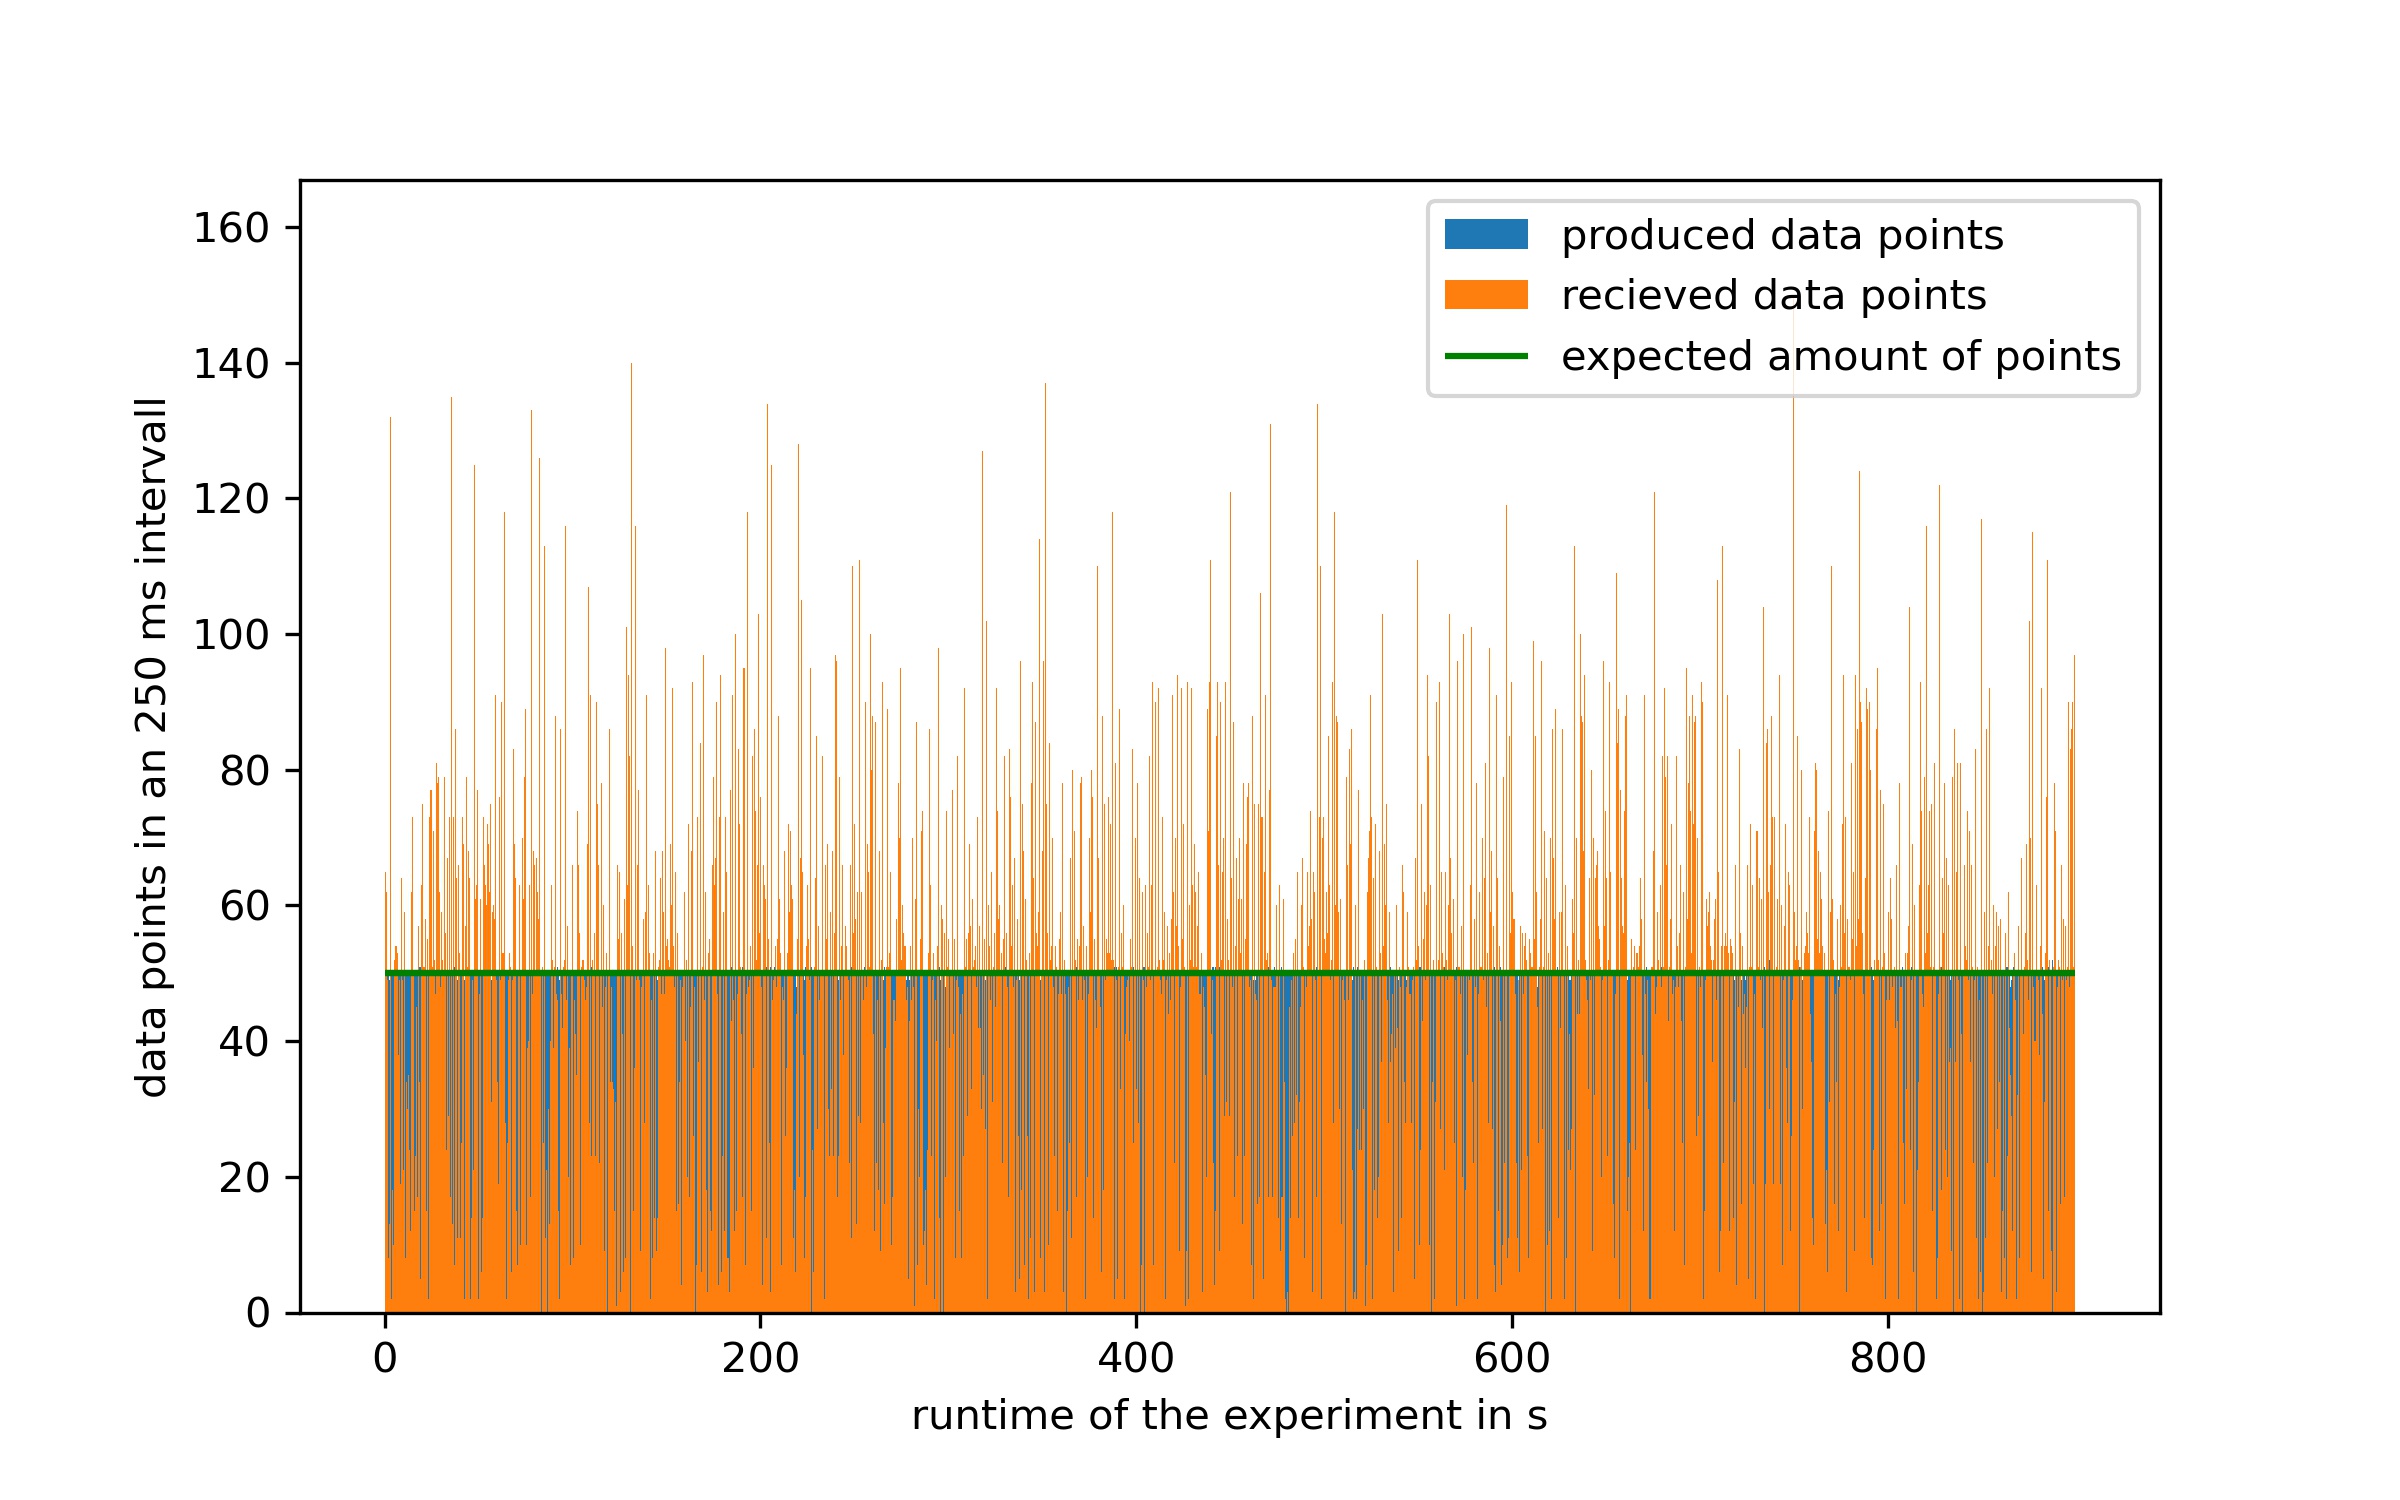 160
140
120
100
80
60
40
20
0
data points in an 250 ms intervall
produced data points
recieved data points
expected amount of points
0 200 400 600 800
runtime of the experiment in s